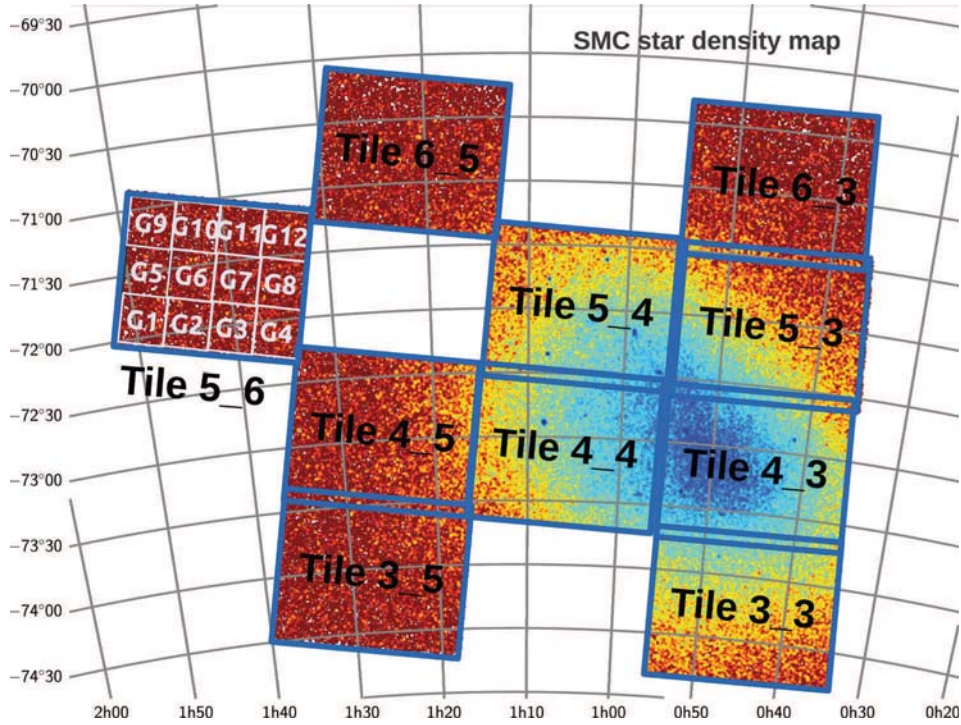 SMC star density map
−69°30
−70°00
−70°30
−71°00
−71°30
−72°00
−72°30
−73°00
−73°30
−74°00
−74°30
Tile 6_5
Tile 6_3
G9 G10 G11 G12
G5 G6 G7 G8
G1 G2 G3 G4
Tile 5_6
Tile 5_4
Tile 5_3
Tile 4_5
Tile 4_4
Tile 4_3
Tile 3_5
Tile 3_3
2h00 1h50 1h40 1h30 1h20 1h10 1h00 0h50 0h40 0h30 0h20